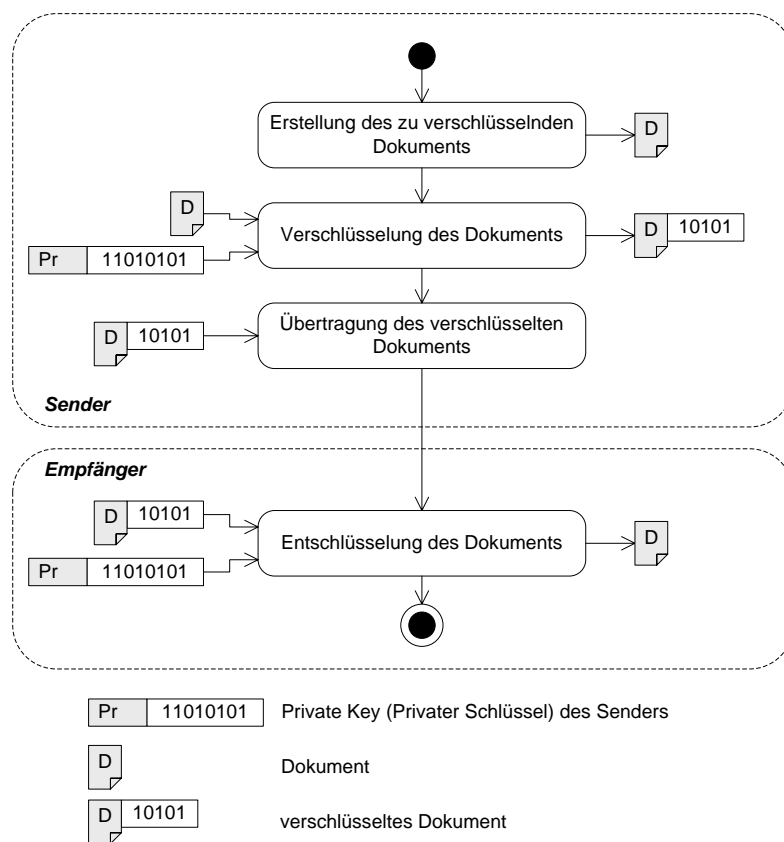 Erstellung des zu verschlüsselnden
Dokuments
D
D
Pr 11010101
Verschlüsselung des Dokuments
D 10101
D 10101
Übertragung des verschlüsselten
Dokuments
Sender
Empfänger
D 10101
Pr 11010101
Entschlüsselung des Dokuments
D
Pr 11010101 Private Key (Privater Schlüssel) des Senders
D Dokument
D 10101 verschlüsseltes Dokument